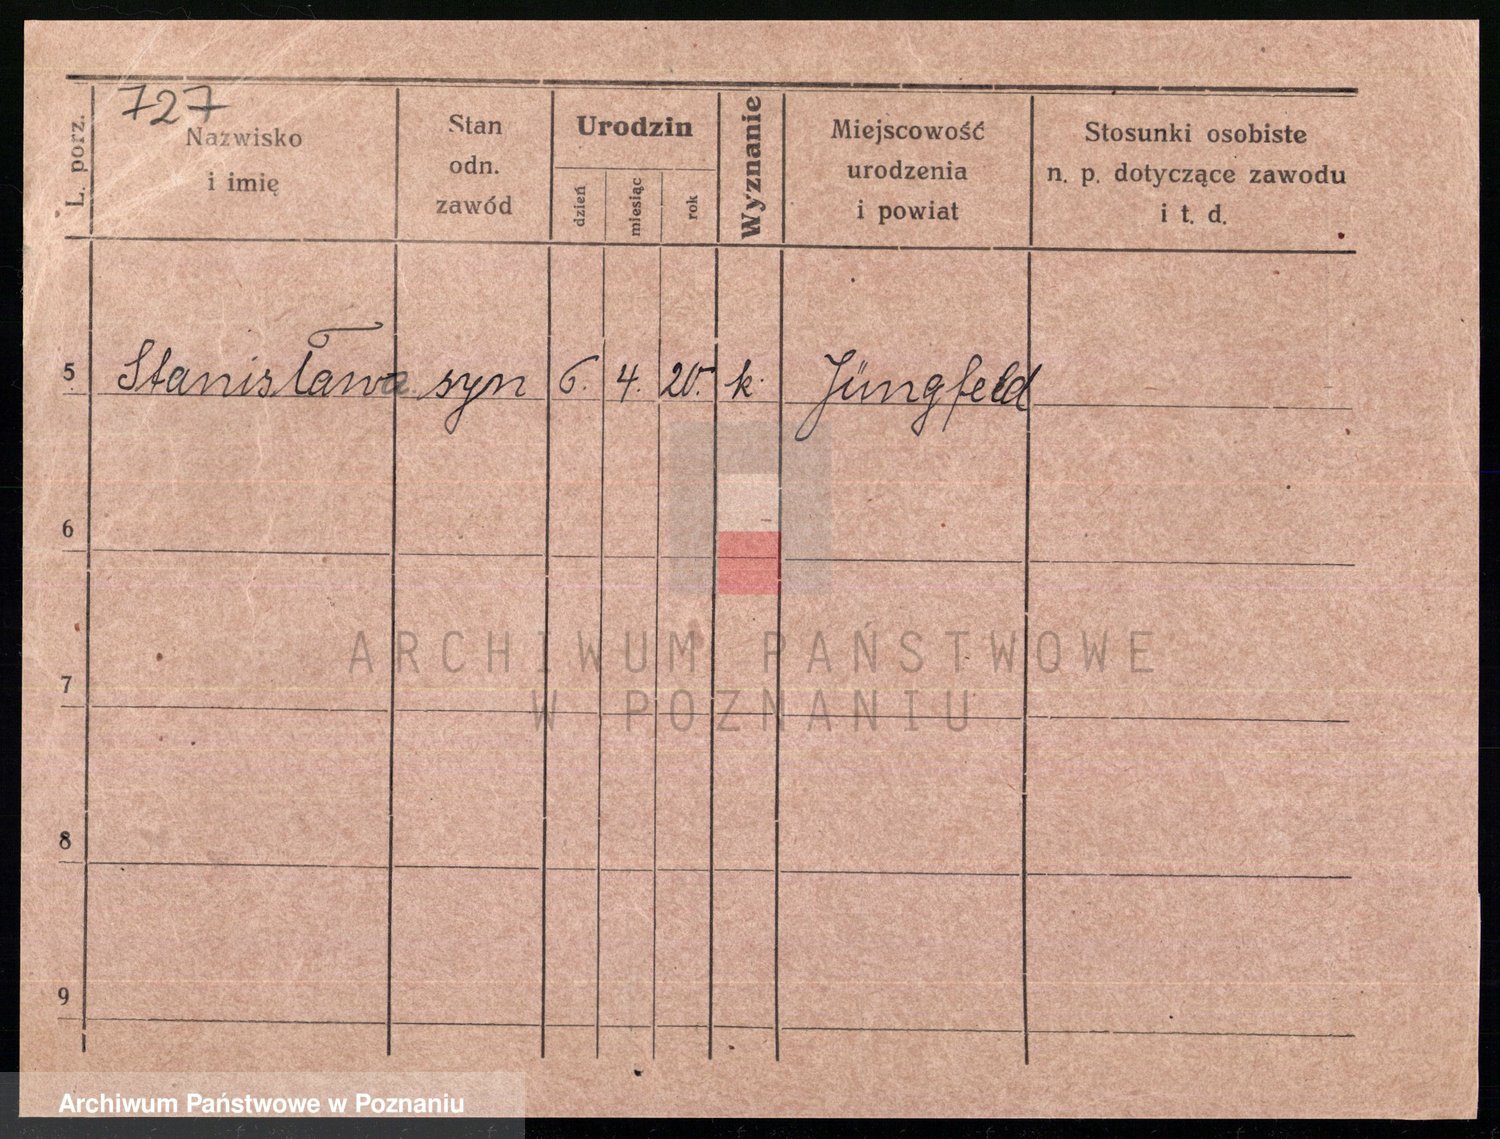 727
L. porz.
Nazwisko
i imię
Stan
odn.
zawód
Urodzin
dzień
miesiąc
rok
Wyznanie
Miejscowość
urodzenia
i powiat
Stosunki osobiste
n. p. dotyczące zawodu
i t. d.
5 Stanisława syn 6. 4. 20. k. Jüngfeld
6
7
8
9
ARCHIWUM PAŃSTWOWE
W POZNANIU
Archiwum Państwowe w Poznaniu